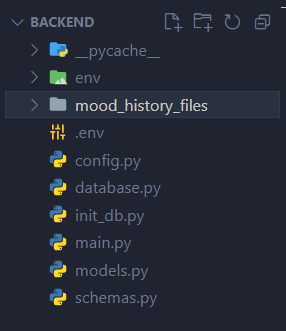 BACKEND
__pycache__
env
mood_history_files
.env
config.py
database.py
init_db.py
main.py
models.py
schemas.py